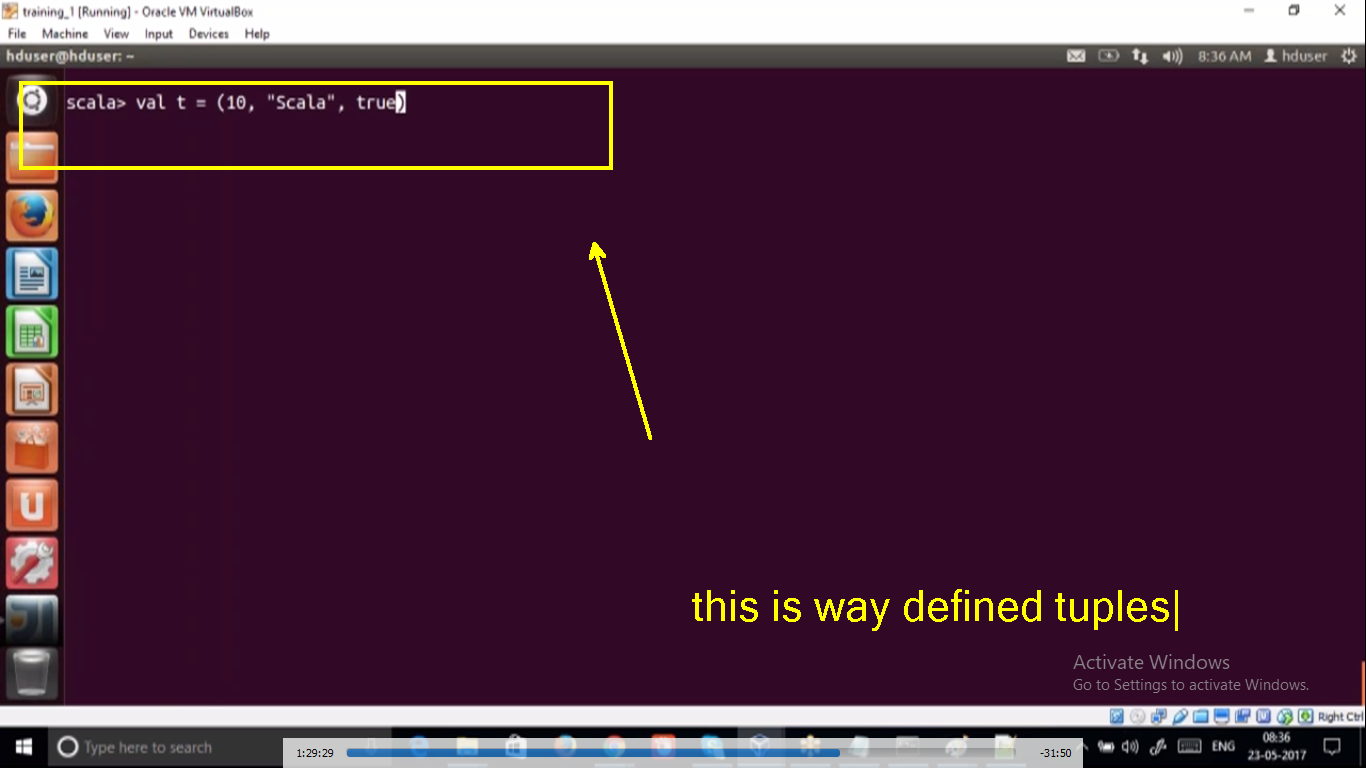 training_1 [Running] - Oracle VM VirtualBox
File Machine View Input Devices Help
hduser@hduser: ~
8:36 AM hduser
scala> val t = (10, "Scala", true)
this is way defined tuples
Activate Windows
Go to Settings to activate Windows.
Right Ctrl
Type here to search
1:29:29
-31:50
ENG
08:36
23-05-2017